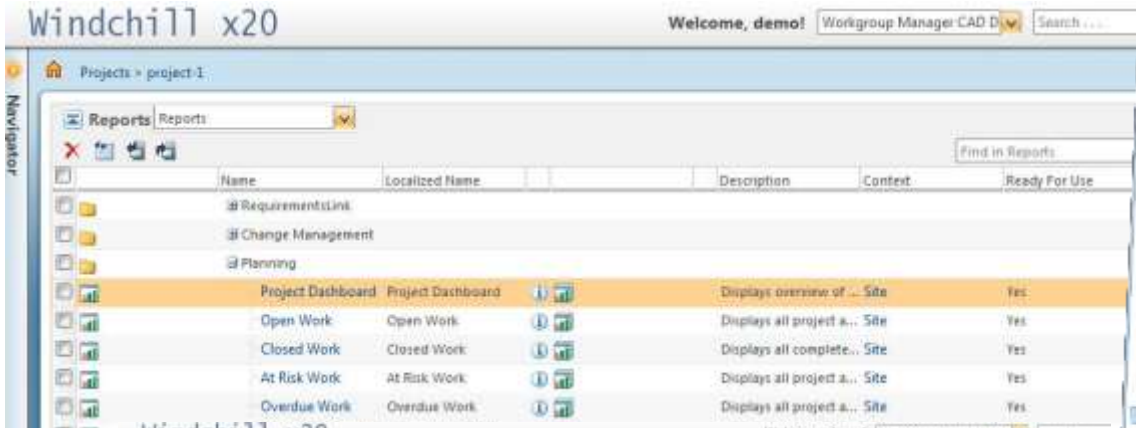 Windchill x20
Welcome, demo! Workgroup Manager CAD D Search . . . .
Navigator
Projects > project-1
Reports Reports
Find in Reports
Name Localized Name Description Context Ready For Use
RequirementsLink
Change Management
Planning
Project Dashboard Project Dashboard Displays overview of ... Site Yes
Open Work Open Work Displays all project a... Site Yes
Closed Work Closed Work Displays all complete... Site Yes
At Risk Work At Risk Work Displays all project a... Site Yes
Overdue Work Overdue Work Displays all project a... Site Yes
Windchill x20